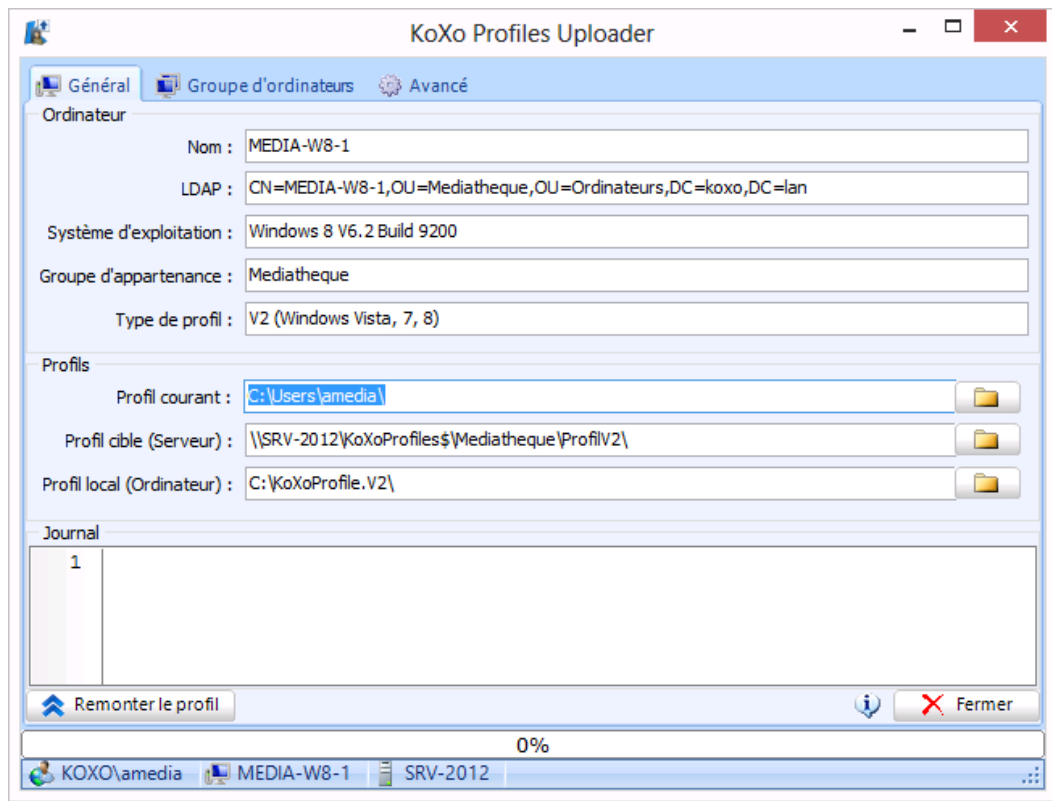 KoXo Profiles Uploader
Général Groupe d'ordinateurs Avancé
Ordinateur
Nom : MEDIA-W8-1
LDAP : CN=MEDIA-W8-1,OU=Mediatheque,OU=Ordinateurs,DC=koxo,DC=lan
Système d'exploitation : Windows 8 V6.2 Build 9200
Groupe d'appartenance : Mediatheque
Type de profil : V2 (Windows Vista, 7, 8)
Profils
Profil courant : C:\Users\amedia\
Profil cible (Serveur) : \\SRV-2012\KoXoProfiles$\Mediatheque\ProfilV2\
Profil local (Ordinateur) : C:\KoXoProfile.V2\
Journal
1
Remonter le profil Fermer
0%
KOXO\amedia MEDIA-W8-1 SRV-2012